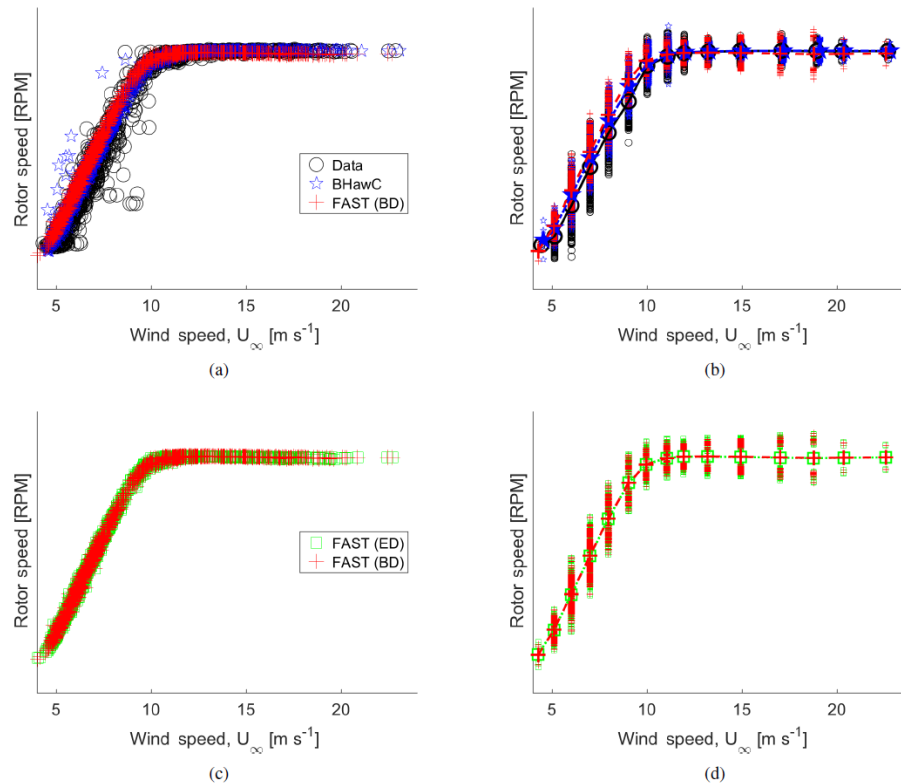 Rotor speed [RPM]
Data
BHawC
FAST (BD)
5 10 15 20
Wind speed, U∞ [m s-1]
(a)
Rotor speed [RPM]
5 10 15 20
Wind speed, U∞ [m s-1]
(b)
Rotor speed [RPM]
FAST (ED)
FAST (BD)
5 10 15 20
Wind speed, U∞ [m s-1]
(c)
Rotor speed [RPM]
5 10 15 20
Wind speed, U∞ [m s-1]
(d)